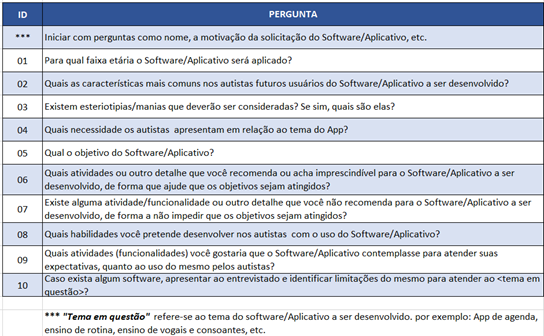 ID PERGUNTA
*** Iniciar com perguntas como nome, a motivação da solicitação do Software/Aplicativo, etc.
01 Para qual faixa etária o Software/Aplicativo será aplicado?
02 Quais as características mais comuns nos autistas futuros usuários do Software/Aplicativo a ser desenvolvido?
03 Existem esteriotipias/manias que deverão ser consideradas? Se sim, quais são elas?
04 Quais necessidade os autistas apresentam em relação ao tema do App?
05 Qual o objetivo do Software/Aplicativo?
06 Quais atividades ou outro detalhe que você recomenda ou acha imprescindível para o Software/Aplicativo a ser
desenvolvido, de forma que ajude que os objetivos sejam atingidos?
07 Existe alguma atividade/funcionalidade ou outro detalhe que você não recomenda para o Software/Aplicativo a ser
desenvolvido, de forma a não impedir que os objetivos sejam atingidos?
08 Quais habilidades você pretende desenvolver nos autistas com o uso do Software/Aplicativo?
09 Quais atividades (funcionalidades) você gostaria que o Software/Aplicativo contemplasse para atender suas
expectativas, quanto ao uso do mesmo pelos autistas?
10 Caso exista algum software, apresentar ao entrevistado e identificar limitações do mesmo para atender ao <tema em
questão>?
*** "Tema em questão" refere-se ao tema do software/Aplicativo a ser desenvolvido. por exemplo: App de agenda,
ensino de rotina, ensino de vogais e consoantes, etc.